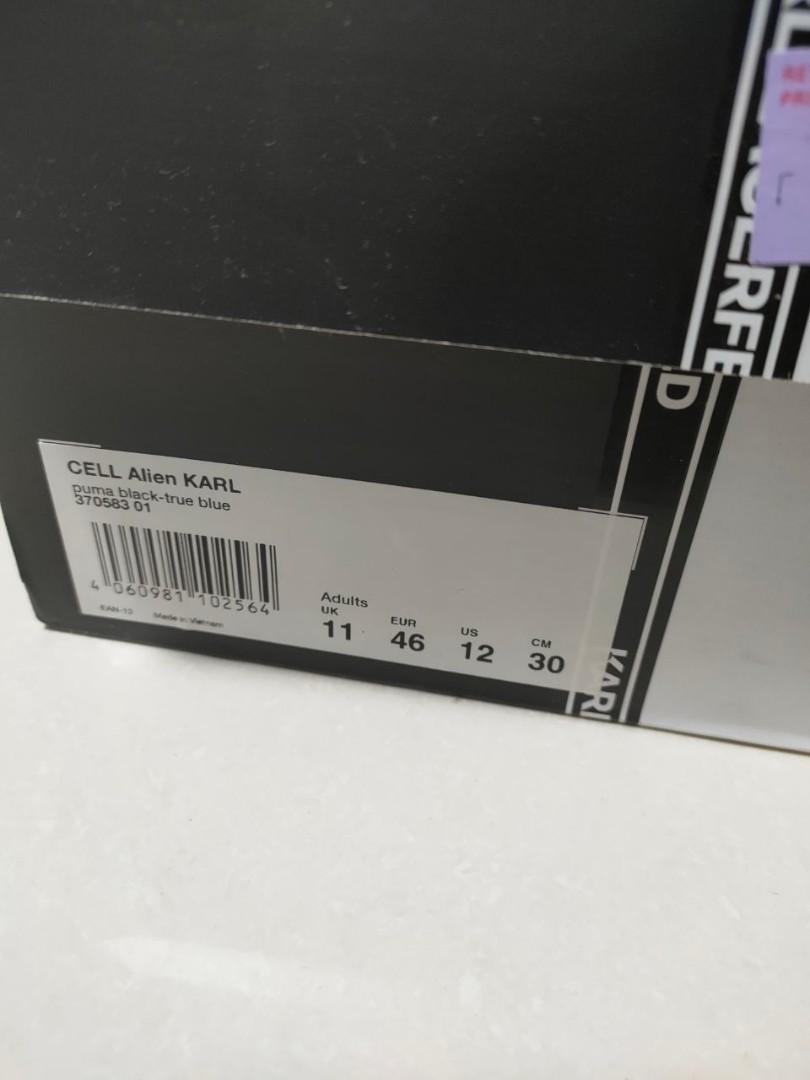 CELL Alien KARL
puma black-true blue
370583 01
4 060981 102564
EAN-13 Made in Vietnam
Adults
UK EUR US CM
11 46 12 30
D
KARL